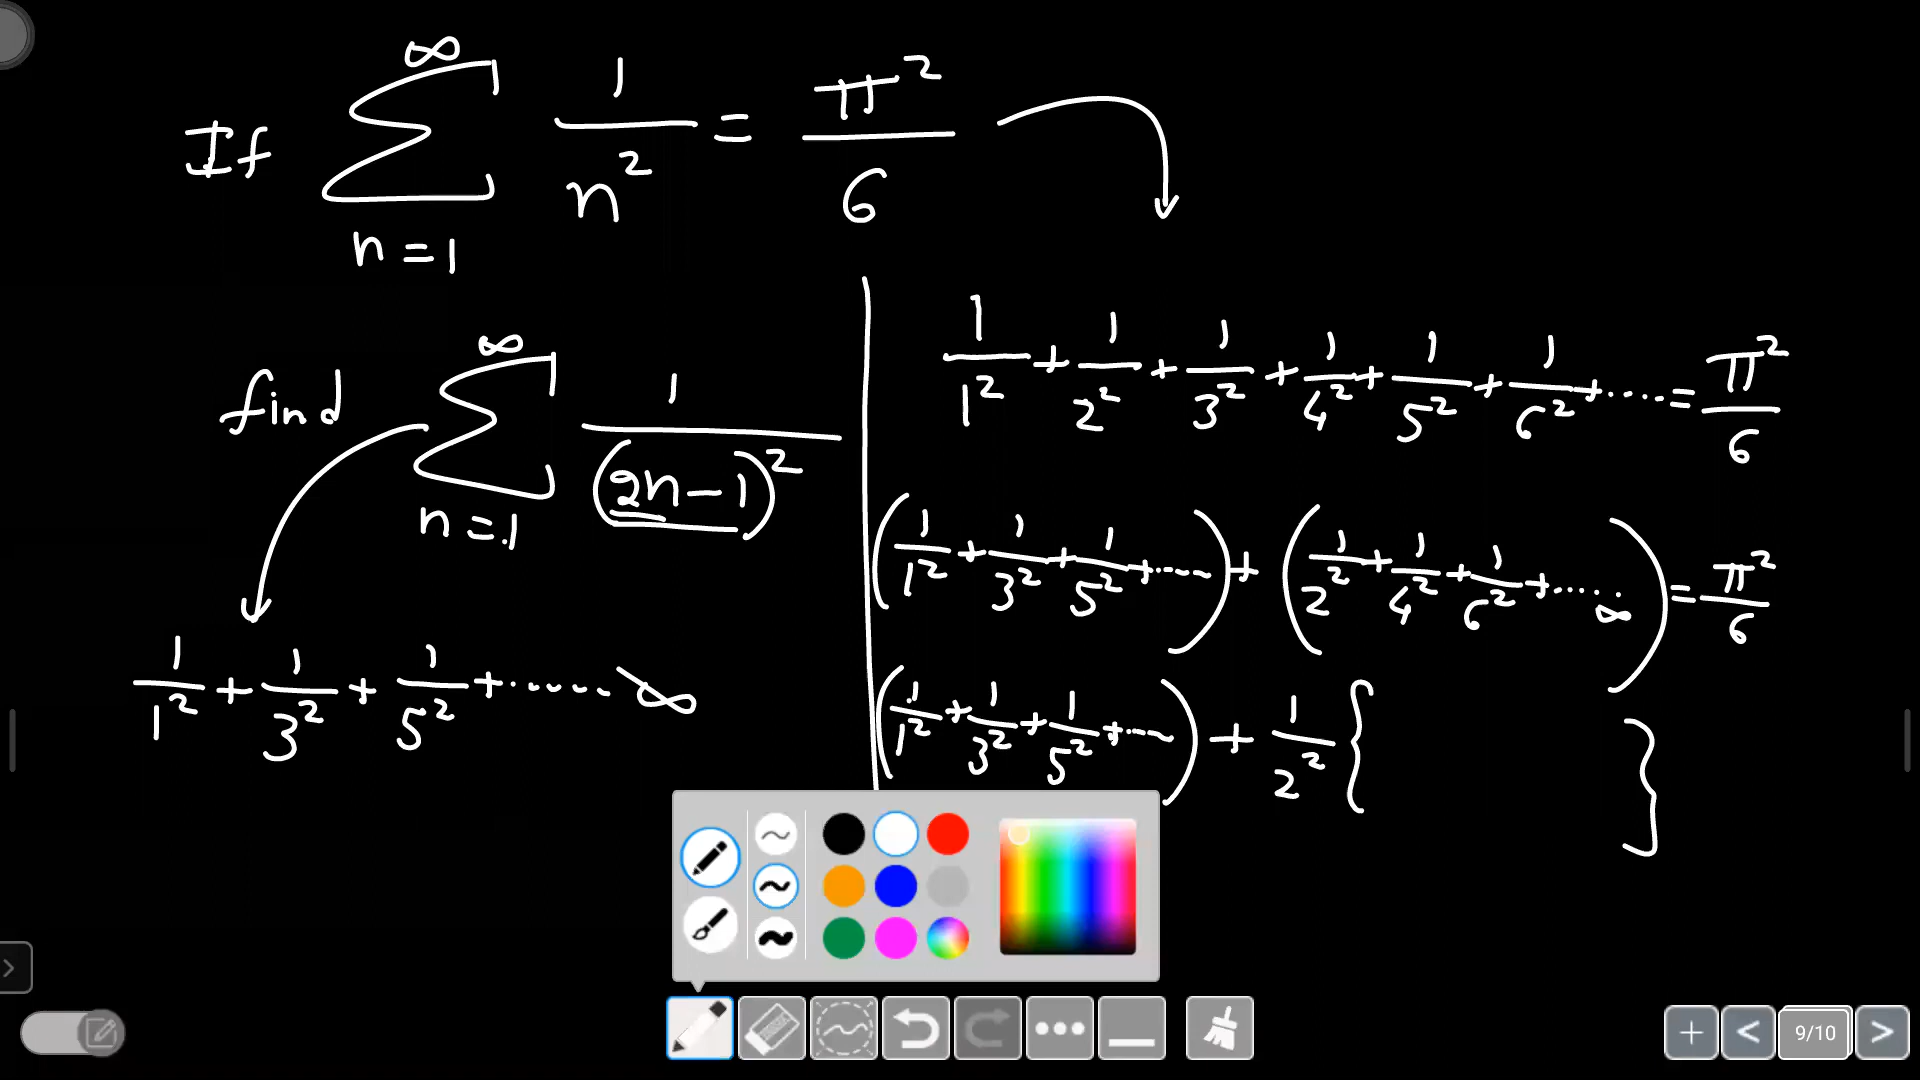 If ∑_{n=1}^{∞} 1/n² = π²/6
find ∑_{n=1}^{∞} 1/(2n-1)²
1/1² + 1/3² + 1/5² + ...... ∞
1/1² + 1/2² + 1/3² + 1/4² + 1/5² + 1/6² + ..... = π²/6
(1/1² + 1/3² + 1/5² + .....) + (1/2² + 1/4² + 1/6² + ..... ∞) = π²/6
(1/1² + 1/3² + 1/5² + .....) + 1/2² { }
9/10